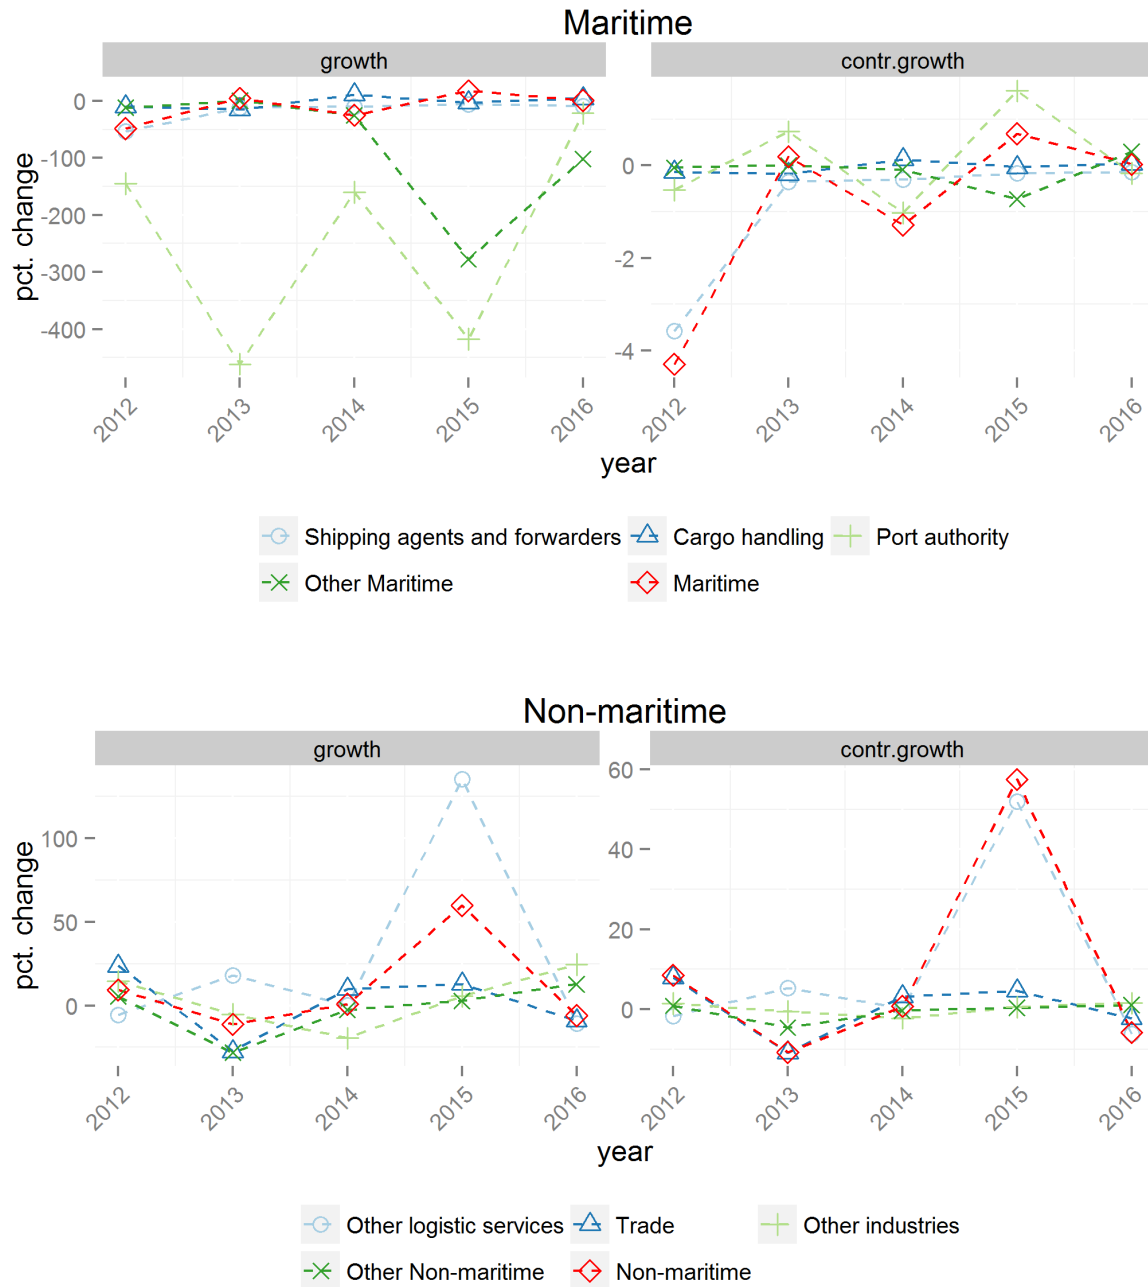 Maritime
growth
contr.growth
pct. change
0
-100
-200
-300
-400
0
-2
-4
2012 2013 2014 2015 2016
2012 2013 2014 2015 2016
year
Shipping agents and forwarders Cargo handling Port authority
Other Maritime Maritime
Non-maritime
growth
contr.growth
pct. change
100
50
0
60
40
20
0
2012 2013 2014 2015 2016
2012 2013 2014 2015 2016
year
Other logistic services Trade Other industries
Other Non-maritime Non-maritime